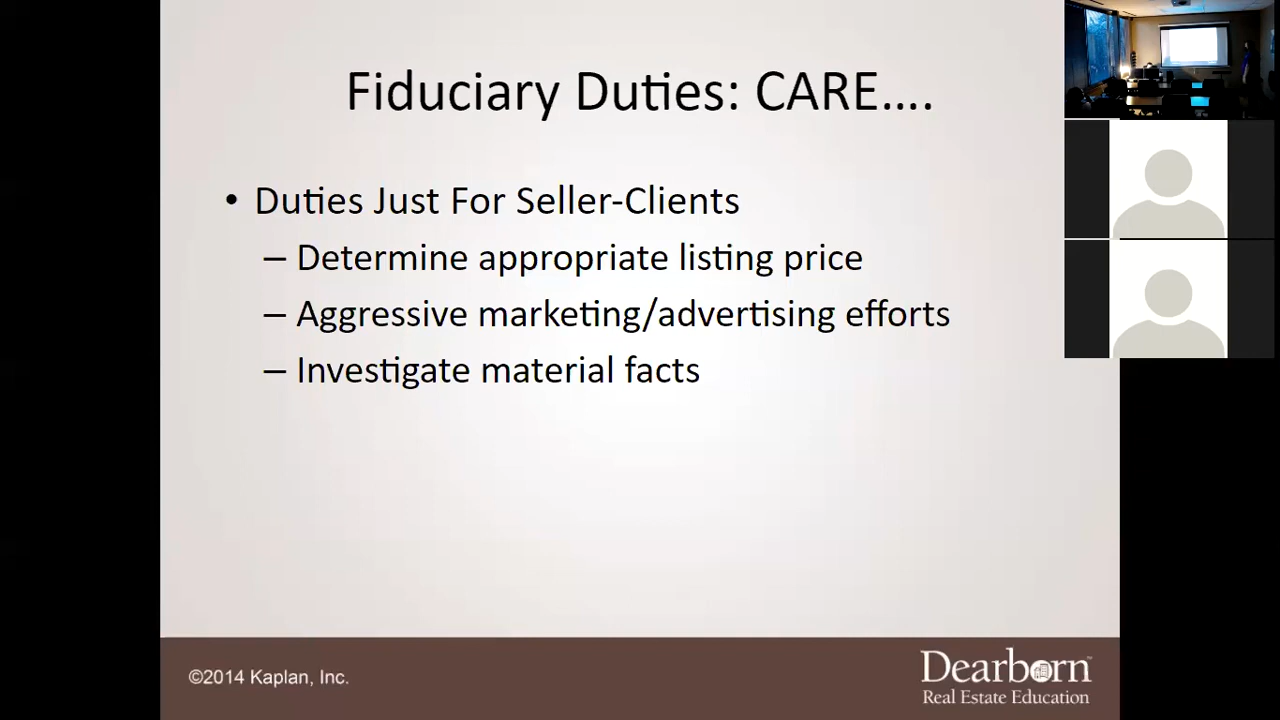 Fiduciary Duties: CARE....
• Duties Just For Seller-Clients
– Determine appropriate listing price
– Aggressive marketing/advertising efforts
– Investigate material facts
©2014 Kaplan, Inc.
Dearborn™
Real Estate Education